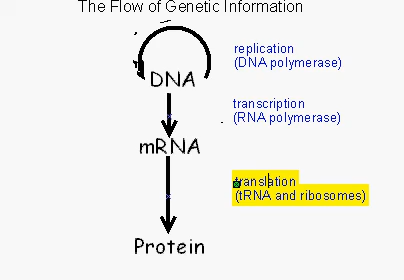 The Flow of Genetic Information
replication
(DNA polymerase)
DNA
transcription
(RNA polymerase)
mRNA
translation
(tRNA and ribosomes)
Protein